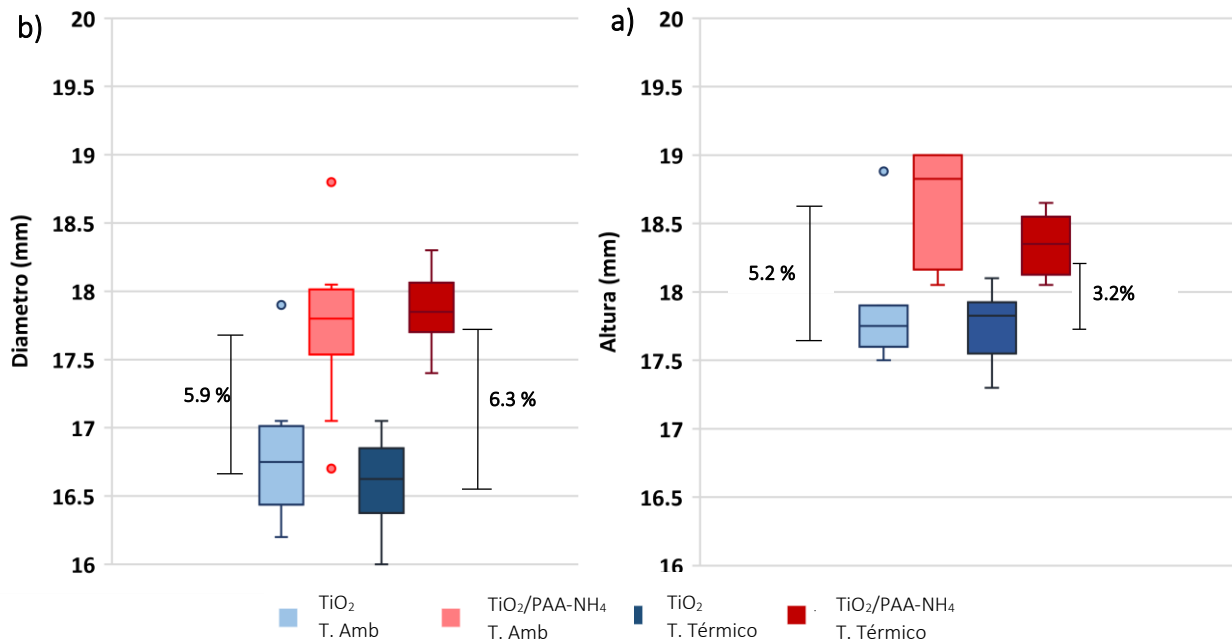 b)
20
19.5
19
18.5
18
17.5
17
16.5
16
Diametro (mm)
5.9 %
6.3 %
a)
20
19.5
19
18.5
18
17.5
17
16.5
16
Altura (mm)
5.2 %
3.2%
TiO₂
T. Amb
TiO₂/PAA-NH₄
T. Amb
TiO₂
T. Térmico
TiO₂/PAA-NH₄
T. Térmico